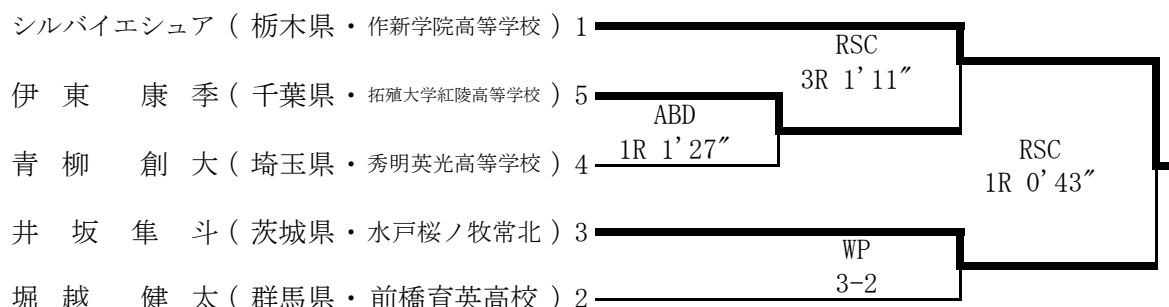 シルバイエシュア ( 栃木県 ・ 作新学院高等学校 ) 1
RSC
3R 1'11″
伊 東 康 季 ( 千葉県 ・ 拓殖大学紅陵高等学校 ) 5
ABD
1R 1'27″
青 柳 創 大 ( 埼玉県 ・ 秀明英光高等学校 ) 4
RSC
1R 0'43″
井 坂 隼 斗 ( 茨城県 ・ 水戸桜ノ牧常北 ) 3
WP
3-2
堀 越 健 太 ( 群馬県 ・ 前橋育英高校 ) 2